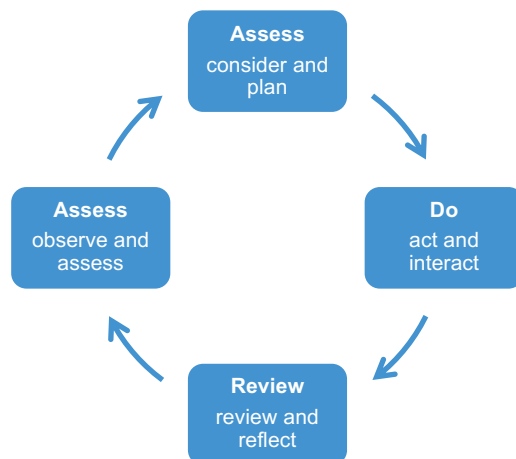 Assess
consider and
plan
Do
act and
interact
Review
review and
reflect
Assess
observe and
assess